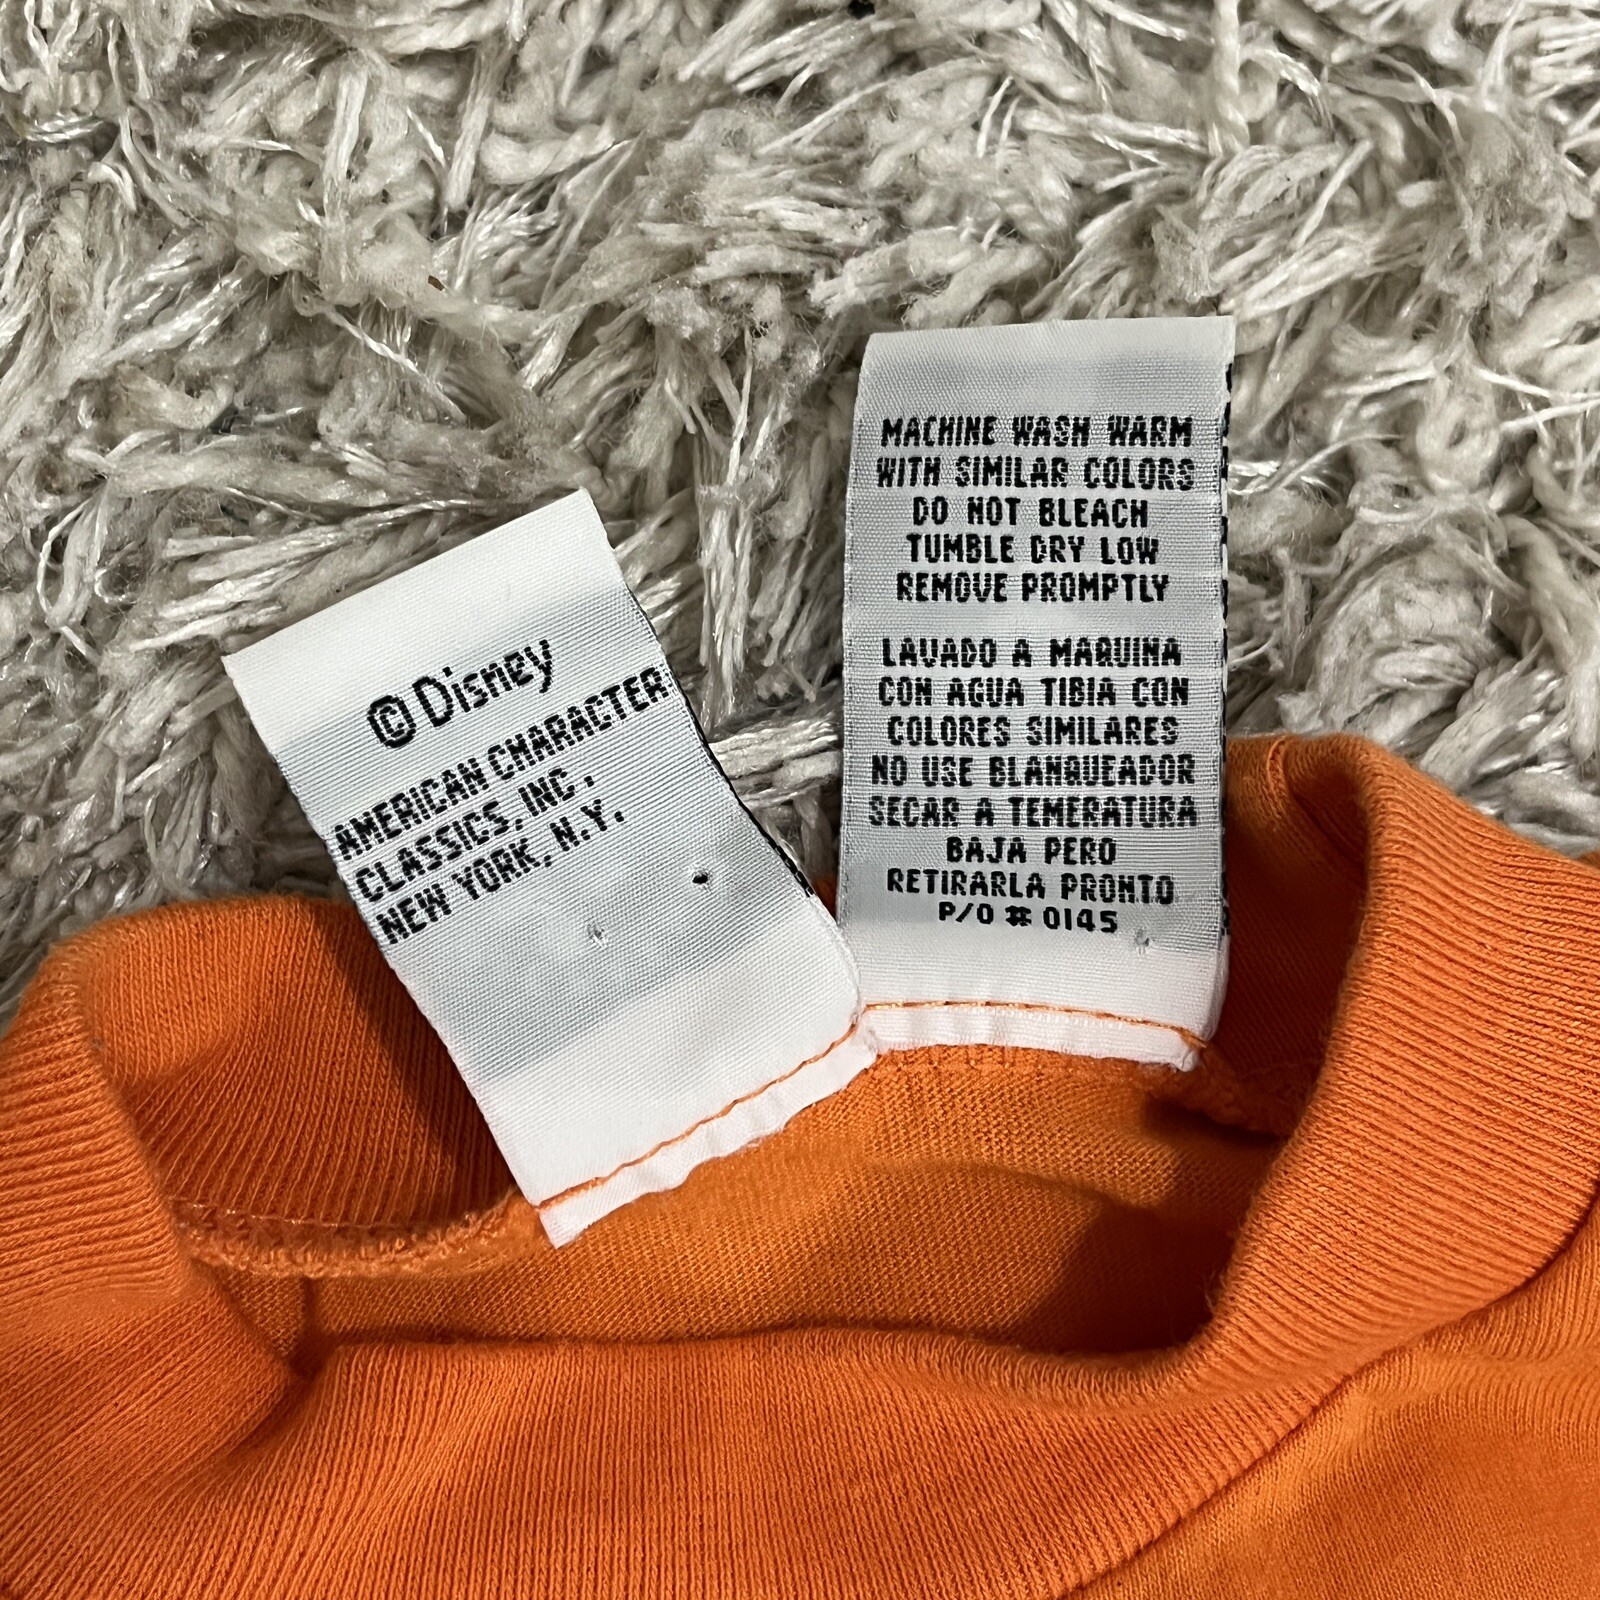 © Disney
AMERICAN CHARACTER
CLASSICS, INC.
NEW YORK, N.Y.
MACHINE WASH WARM
WITH SIMILAR COLORS
DO NOT BLEACH
TUMBLE DRY LOW
REMOVE PROMPTLY
LAVADO A MAQUINA
CON AGUA TIBIA CON
COLORES SIMILARES
NO USE BLANQUEADOR
SECAR A TEMERATURA
BAJA PERO
RETIRARLA PRONTO
P/O # 0145